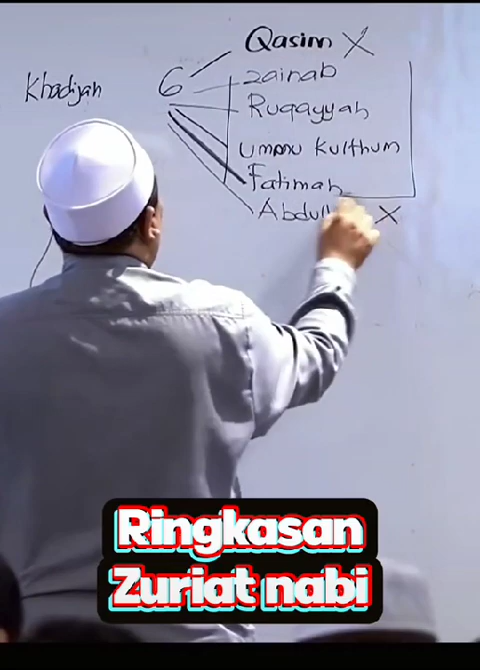 Qasim X
Khadijah 6 zainab
Ruqayyah
Ummu Kulthum
Fatimah
X
Ringkasan
Zuriat nabi